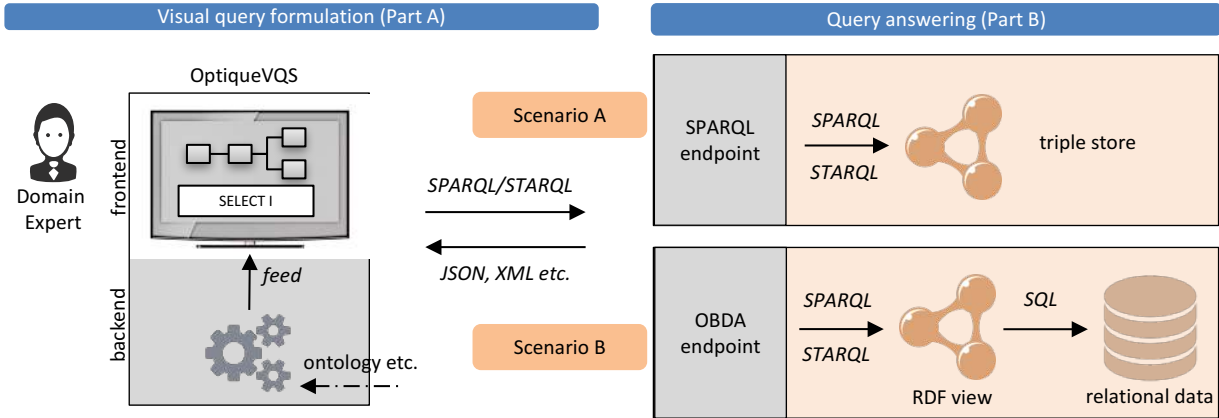 Visual query formulation (Part A)
Query answering (Part B)
OptiqueVQS
Domain
Expert
frontend
SELECT I
backend
feed
ontology etc.
Scenario A
SPARQL/STARQL
JSON, XML etc.
Scenario B
SPARQL
endpoint
SPARQL
STARQL
triple store
OBDA
endpoint
SPARQL
STARQL
RDF view
SQL
relational data